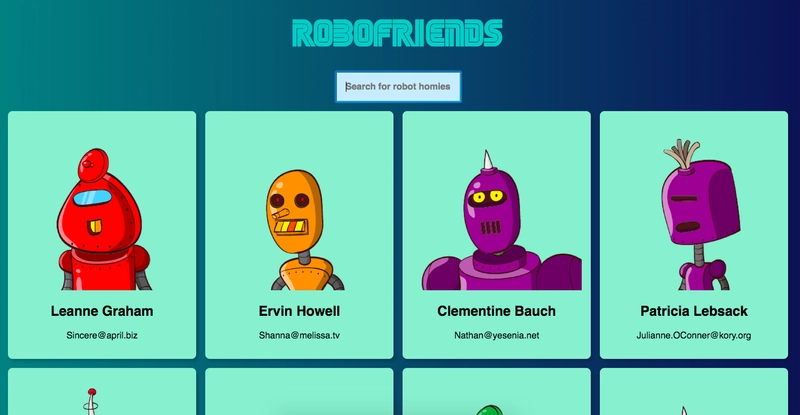 ROBOFRIENDS
Search for robot homies
Leanne Graham
Sincere@april.biz
Ervin Howell
Shanna@melissa.tv
Clementine Bauch
Nathan@yesenia.net
Patricia Lebsack
Julianne.OConner@kory.org